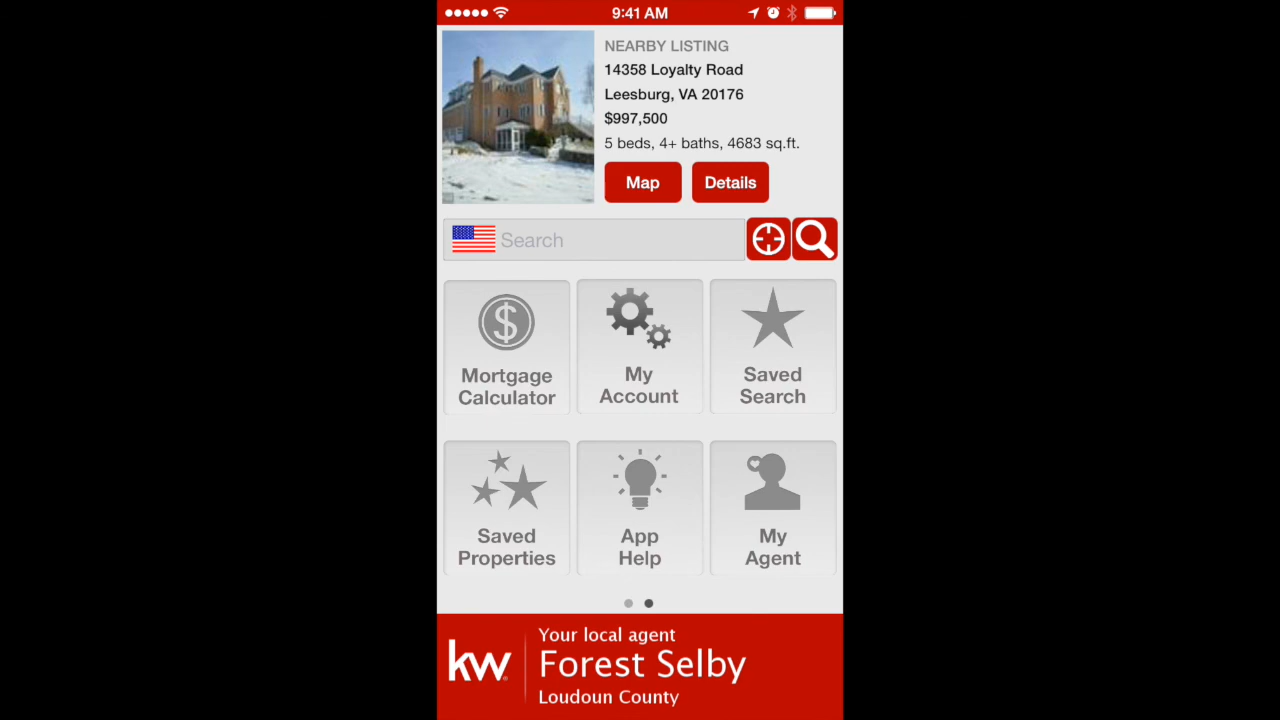 9:41 AM
NEARBY LISTING
14358 Loyalty Road
Leesburg, VA 20176
$997,500
5 beds, 4+ baths, 4683 sq.ft.
Map
Details
Search
Mortgage
Calculator
My
Account
Saved
Search
Saved
Properties
App
Help
My
Agent
kw
Your local agent
Forest Selby
Loudoun County